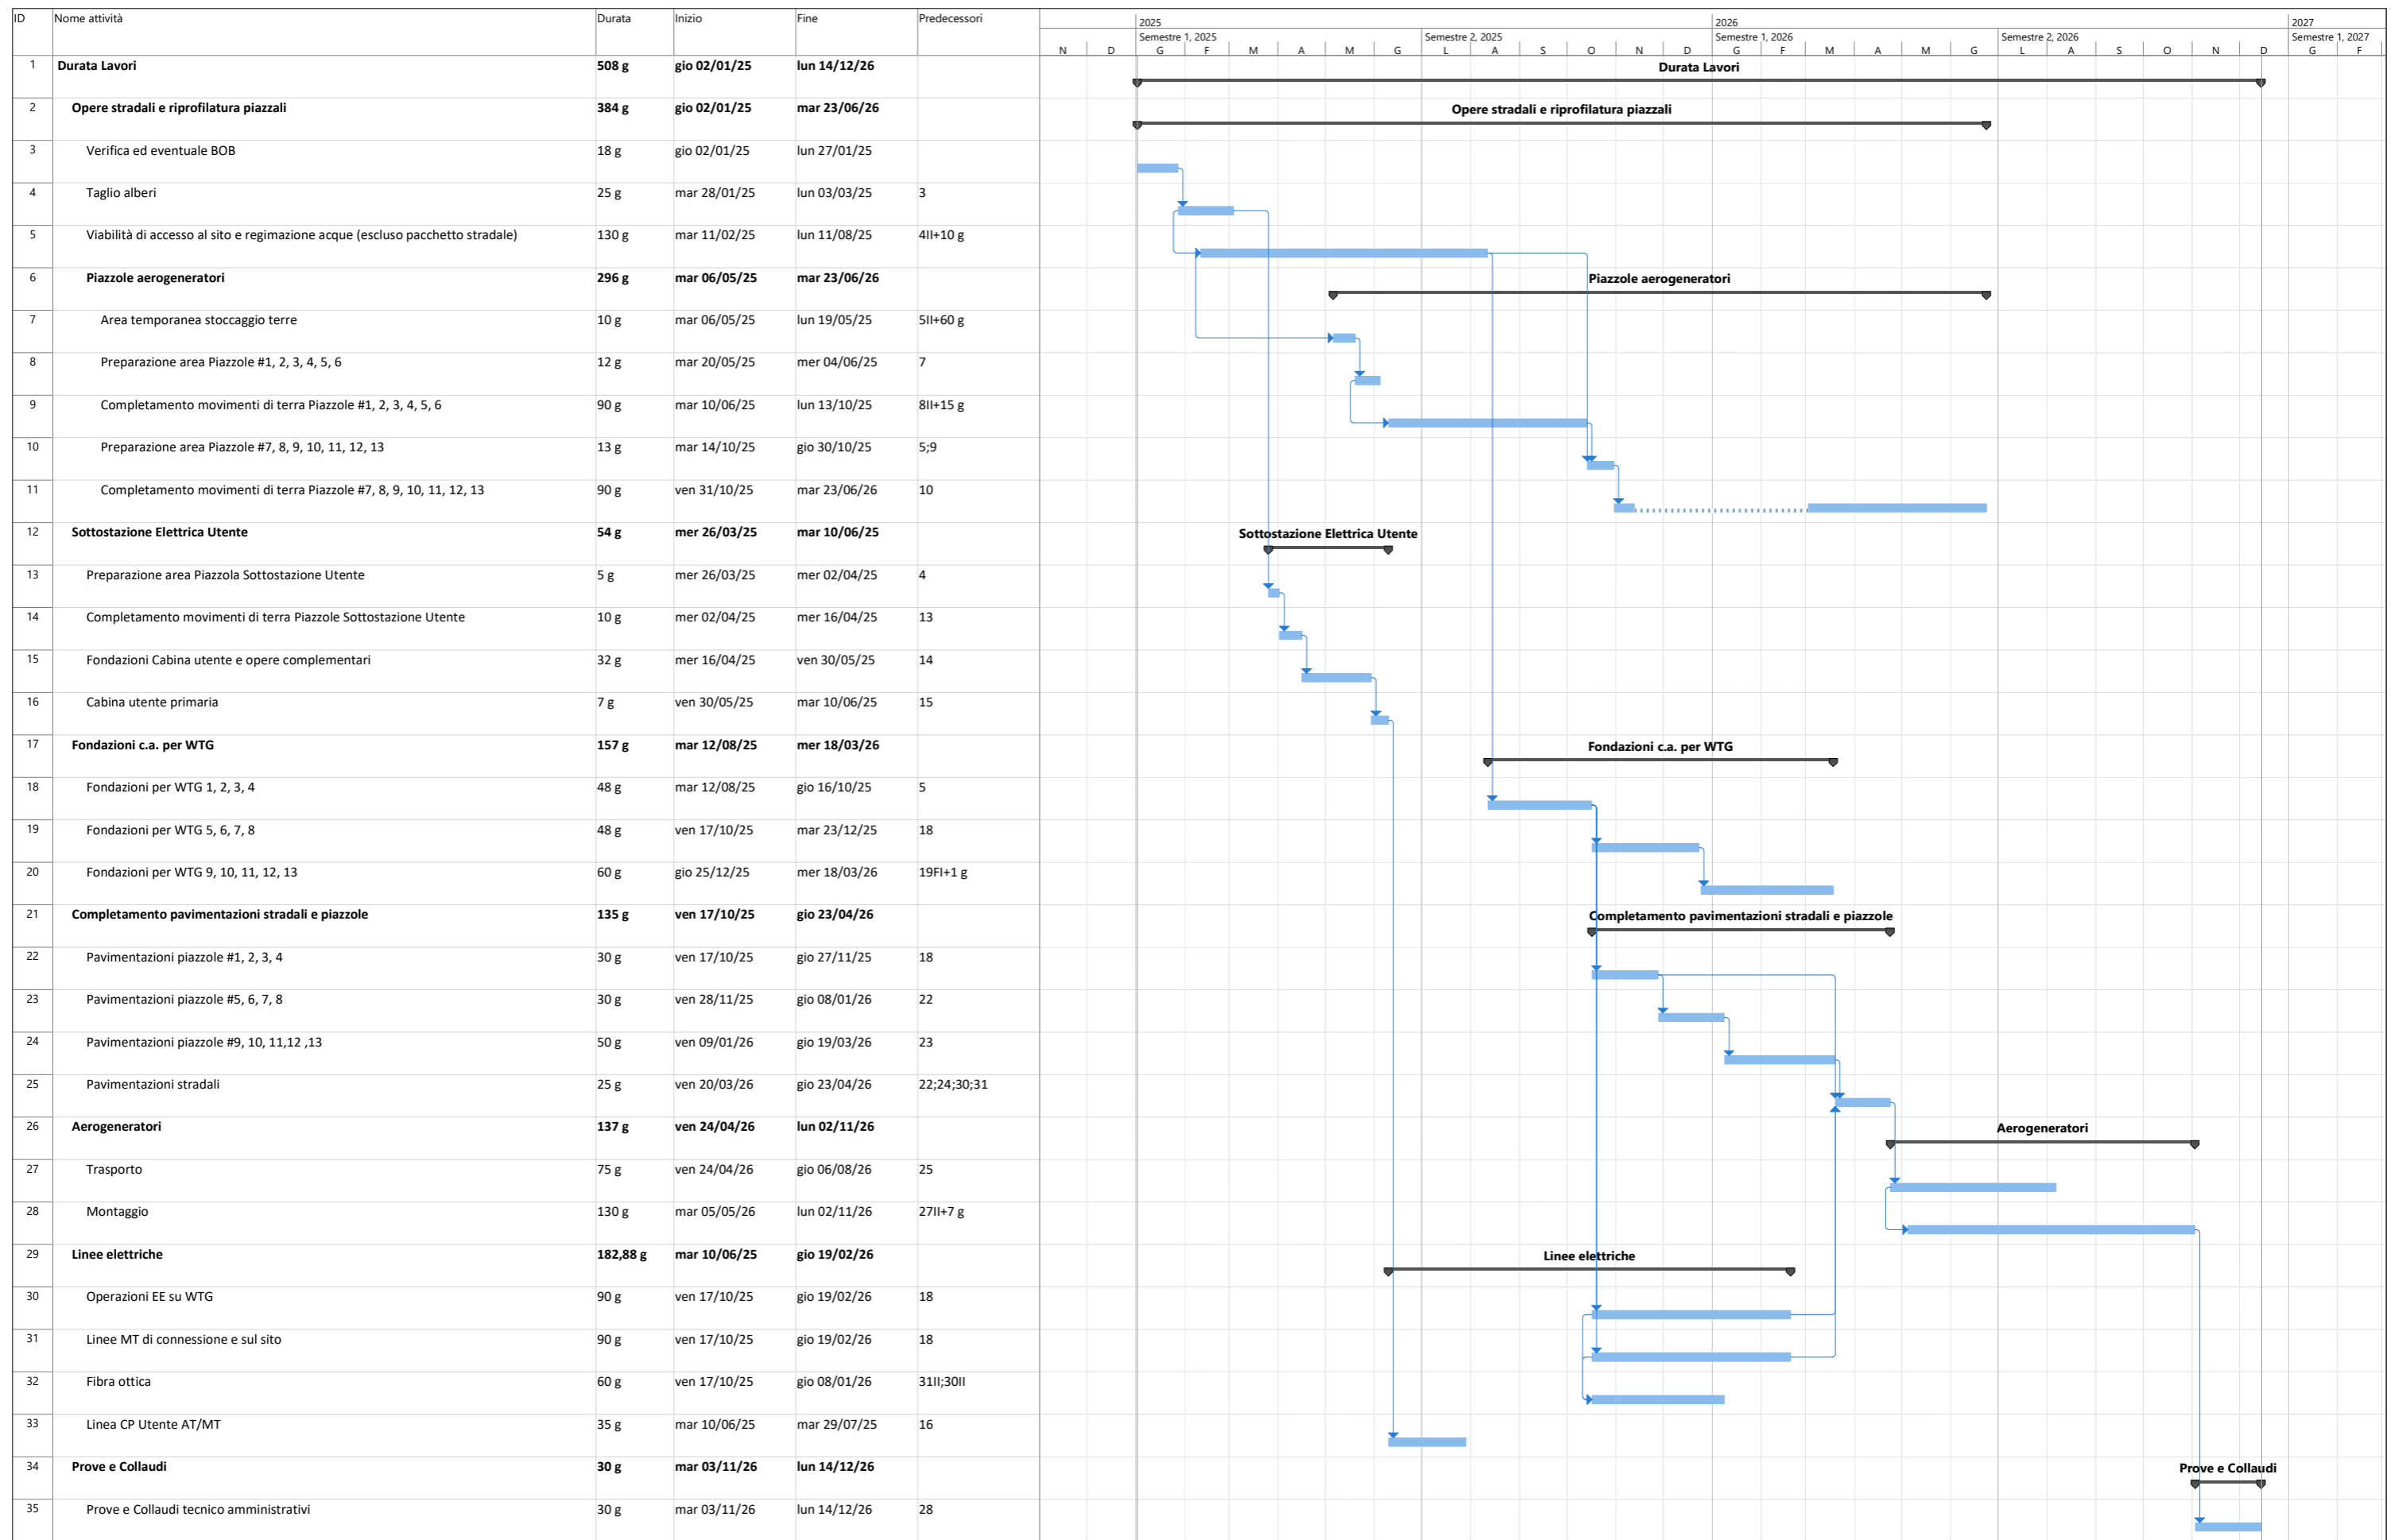 ID Nome attività Durata Inizio Fine Predecessori
2025 2026 2027
Semestre 1, 2025 Semestre 2, 2025 Semestre 1, 2026 Semestre 2, 2026 Semestre 1, 2027
N D G F M A M G L A S O N D G F M A M G L A S O N D G F
1 Durata Lavori 508 g gio 02/01/25 lun 14/12/26 Durata Lavori
2 Opere stradali e riprofilatura piazzali 384 g gio 02/01/25 mar 23/06/26 Opere stradali e riprofilatura piazzali
3 Verifica ed eventuale BOB 18 g gio 02/01/25 lun 27/01/25
4 Taglio alberi 25 g mar 28/01/25 lun 03/03/25 3
5 Viabilità di accesso al sito e regimazione acque (escluso pacchetto stradale) 130 g mar 11/02/25 lun 11/08/25 4II+10 g
6 Piazzole aerogeneratori 296 g mar 06/05/25 mar 23/06/26 Piazzole aerogeneratori
7 Area temporanea stoccaggio terre 10 g mar 06/05/25 lun 19/05/25 5II+60 g
8 Preparazione area Piazzole #1, 2, 3, 4, 5, 6 12 g mar 20/05/25 mer 04/06/25 7
9 Completamento movimenti di terra Piazzole #1, 2, 3, 4, 5, 6 90 g mar 10/06/25 lun 13/10/25 8II+15 g
10 Preparazione area Piazzole #7, 8, 9, 10, 11, 12, 13 13 g mar 14/10/25 gio 30/10/25 5;9
11 Completamento movimenti di terra Piazzole #7, 8, 9, 10, 11, 12, 13 90 g ven 31/10/25 mar 23/06/26 10
12 Sottostazione Elettrica Utente 54 g mer 26/03/25 mar 10/06/25 Sottostazione Elettrica Utente
13 Preparazione area Piazzola Sottostazione Utente 5 g mer 26/03/25 mer 02/04/25 4
14 Completamento movimenti di terra Piazzole Sottostazione Utente 10 g mer 02/04/25 mer 16/04/25 13
15 Fondazioni Cabina utente e opere complementari 32 g mer 16/04/25 ven 30/05/25 14
16 Cabina utente primaria 7 g ven 30/05/25 mar 10/06/25 15
17 Fondazioni c.a. per WTG 157 g mar 12/08/25 mer 18/03/26 Fondazioni c.a. per WTG
18 Fondazioni per WTG 1, 2, 3, 4 48 g mar 12/08/25 gio 16/10/25 5
19 Fondazioni per WTG 5, 6, 7, 8 48 g ven 17/10/25 mar 23/12/25 18
20 Fondazioni per WTG 9, 10, 11, 12, 13 60 g gio 25/12/25 mer 18/03/26 19FI+1 g
21 Completamento pavimentazioni stradali e piazzole 135 g ven 17/10/25 gio 23/04/26 Completamento pavimentazioni stradali e piazzole
22 Pavimentazioni piazzole #1, 2, 3, 4 30 g ven 17/10/25 gio 27/11/25 18
23 Pavimentazioni piazzole #5, 6, 7, 8 30 g ven 28/11/25 gio 08/01/26 22
24 Pavimentazioni piazzole #9, 10, 11,12 ,13 50 g ven 09/01/26 gio 19/03/26 23
25 Pavimentazioni stradali 25 g ven 20/03/26 gio 23/04/26 22;24;30;31
26 Aerogeneratori 137 g ven 24/04/26 lun 02/11/26 Aerogeneratori
27 Trasporto 75 g ven 24/04/26 gio 06/08/26 25
28 Montaggio 130 g mar 05/05/26 lun 02/11/26 27II+7 g
29 Linee elettriche 182,88 g mar 10/06/25 gio 19/02/26 Linee elettriche
30 Operazioni EE su WTG 90 g ven 17/10/25 gio 19/02/26 18
31 Linee MT di connessione e sul sito 90 g ven 17/10/25 gio 19/02/26 18
32 Fibra ottica 60 g ven 17/10/25 gio 08/01/26 31II;30II
33 Linea CP Utente AT/MT 35 g mar 10/06/25 mar 29/07/25 16
34 Prove e Collaudi 30 g mar 03/11/26 lun 14/12/26 Prove e Collaudi
35 Prove e Collaudi tecnico amministrativi 30 g mar 03/11/26 lun 14/12/26 28